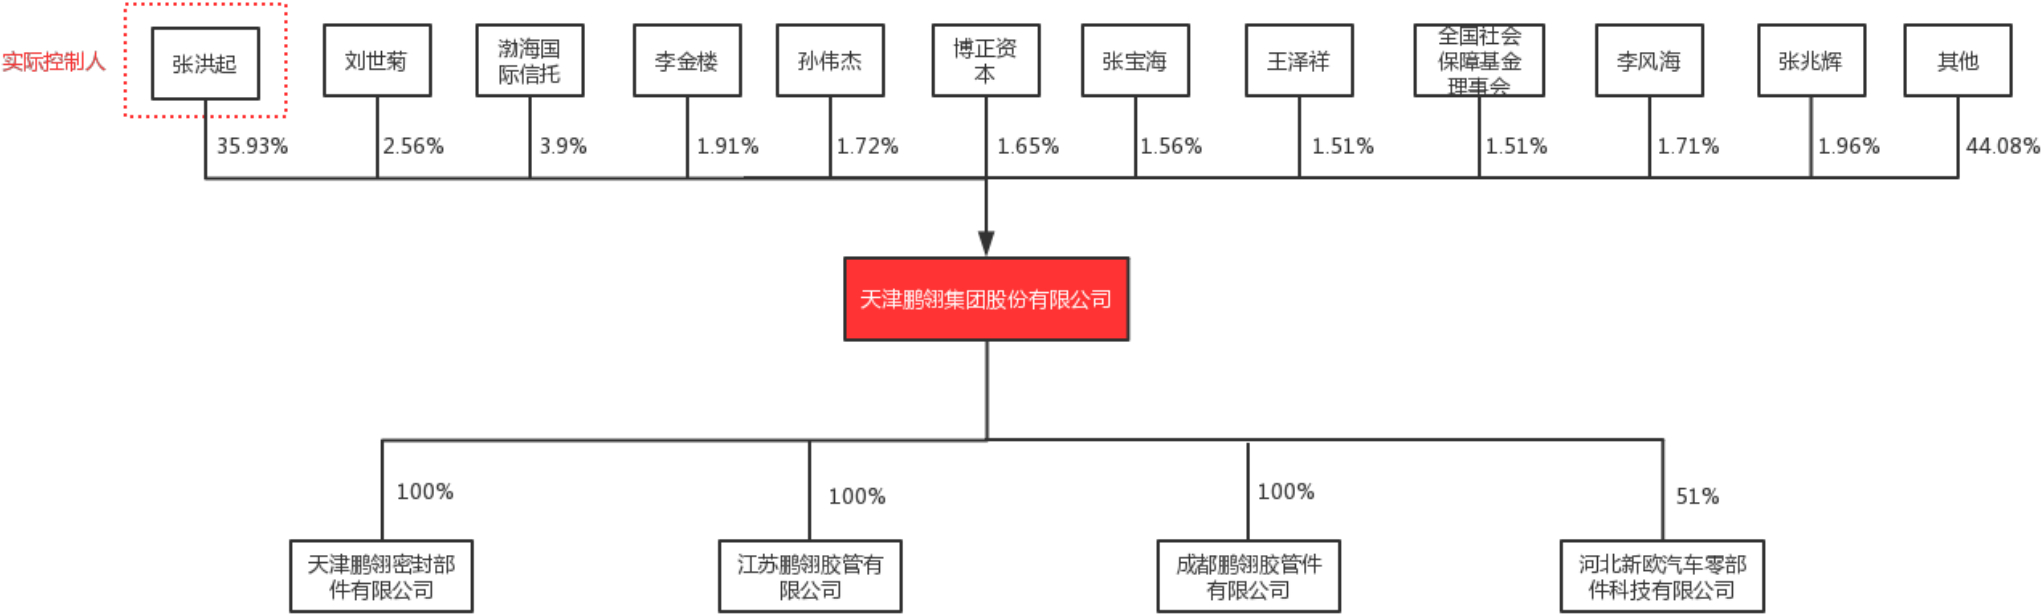 实际控制人
张洪起
刘世菊
渤海国
际信托
李金楼
孙伟杰
博正资
本
张宝海
王泽祥
全国社会
保障基金
理事会
李风海
张兆辉
其他
35.93%
2.56%
3.9%
1.91%
1.72%
1.65%
1.56%
1.51%
1.51%
1.71%
1.96%
44.08%
天津鹏翎集团股份有限公司
100%
100%
100%
51%
天津鹏翎密封部
件有限公司
江苏鹏翎胶管有
限公司
成都鹏翎胶管件
有限公司
河北新欧汽车零部
件科技有限公司